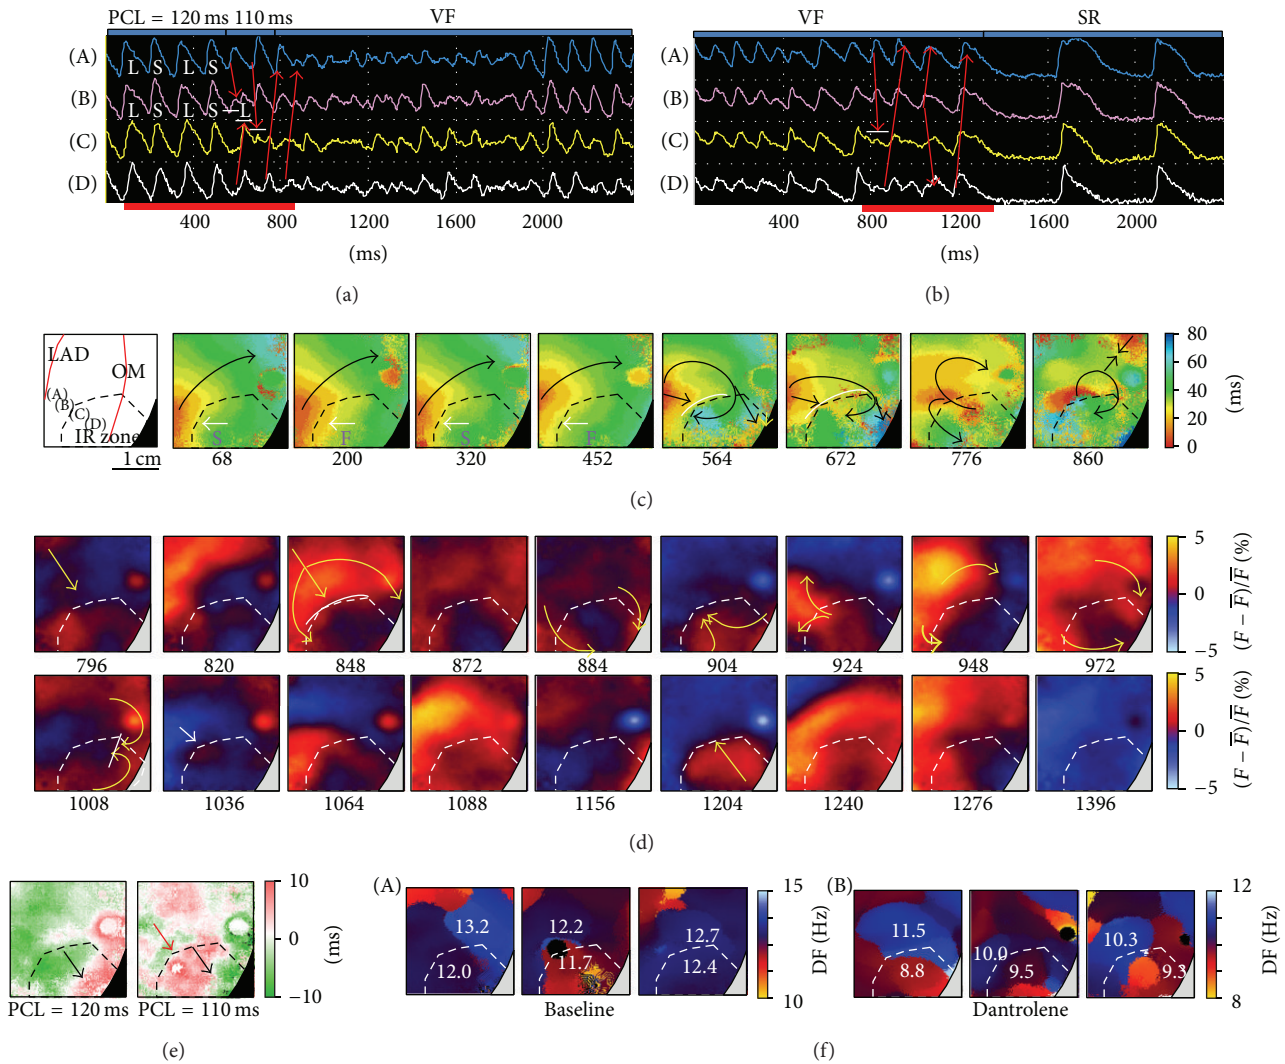 PCL = 120 ms 110 ms VF
(A)
L S L S
(B)
L S L S – L
(C)
(D)
400 800 1200 1600 2000
(ms)
(a)
VF SR
(A)
(B)
(C)
(D)
400 800 1200 1600 2000
(ms)
(b)
LAD
OM
(A)
(B)
(C)
(D)
IR zone
1 cm
S F S F
68 200 320 452 564 672 776 860
80
60
40
20
0
(ms)
(c)
796 820 848 872 884 904 924 948 972
5
0
−5
(F − F̅)/F̅ (%)
1008 1036 1064 1088 1156 1204 1240 1276 1396
5
0
−5
(F − F̅)/F̅ (%)
(d)
PCL = 120 ms PCL = 110 ms
10
0
−10
(ms)
(e)
(A)
13.2
12.0
12.2
11.7
12.7
12.4
Baseline
15
10
DF (Hz)
(B)
11.5
8.8
10.0
9.5
10.3
9.3
Dantrolene
12
8
DF (Hz)
(f)